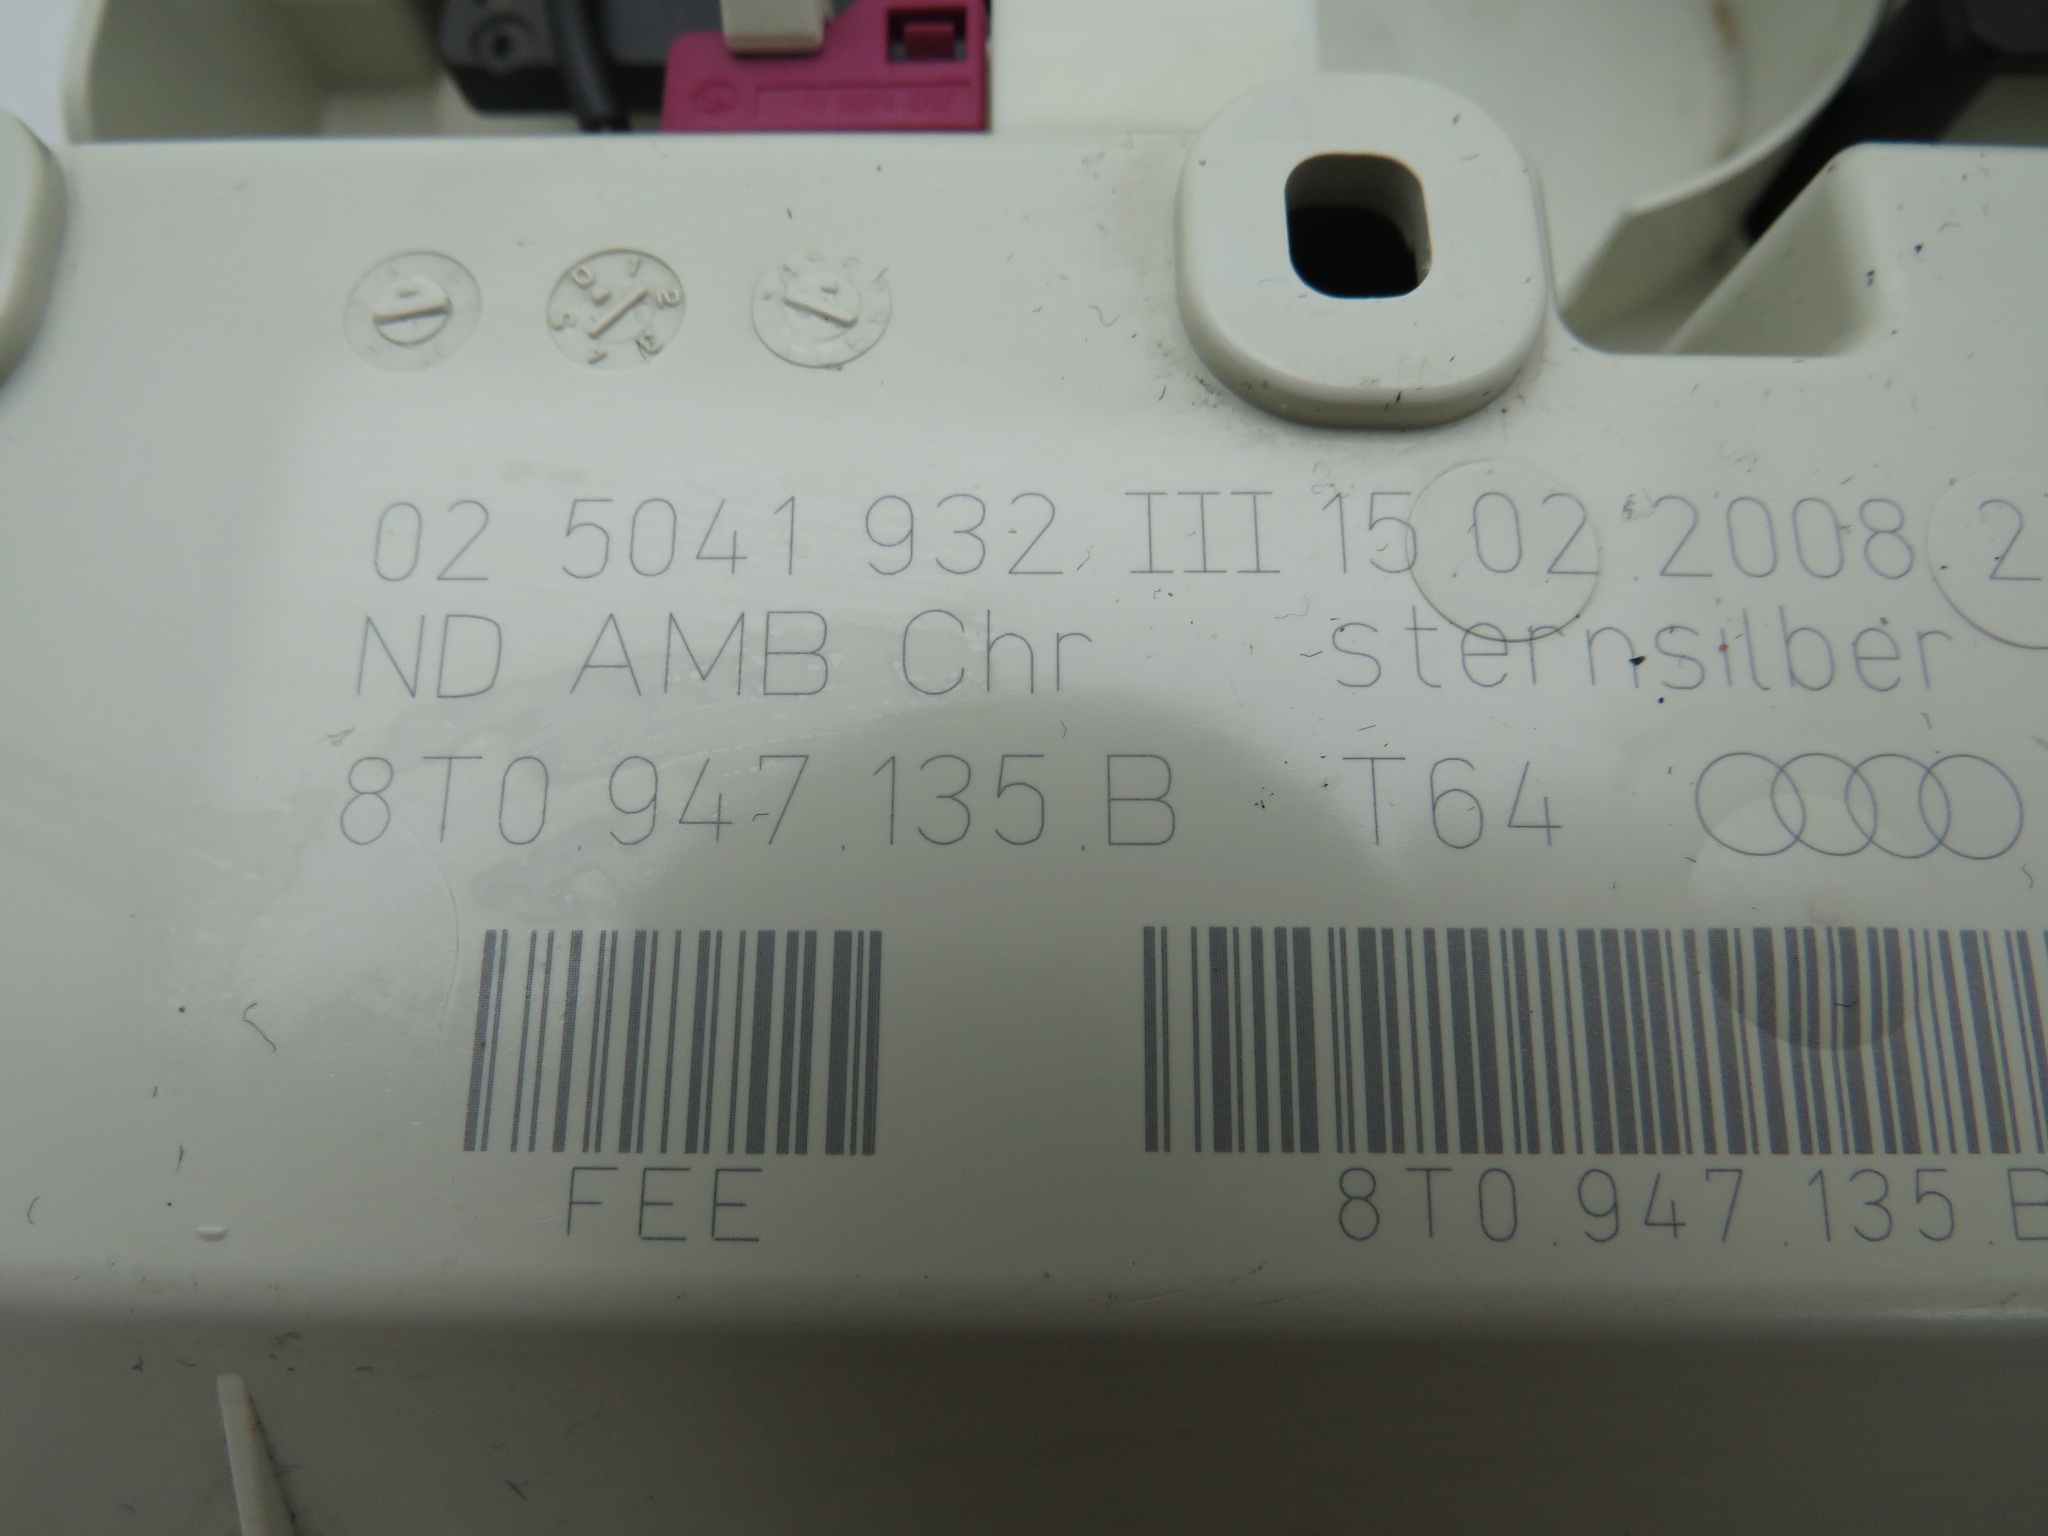 02 5041 932 III 15.02.2008 2
ND AMB Chr sternsilber
8T0.947.135.B T64
FEE
8T0.947.135.B